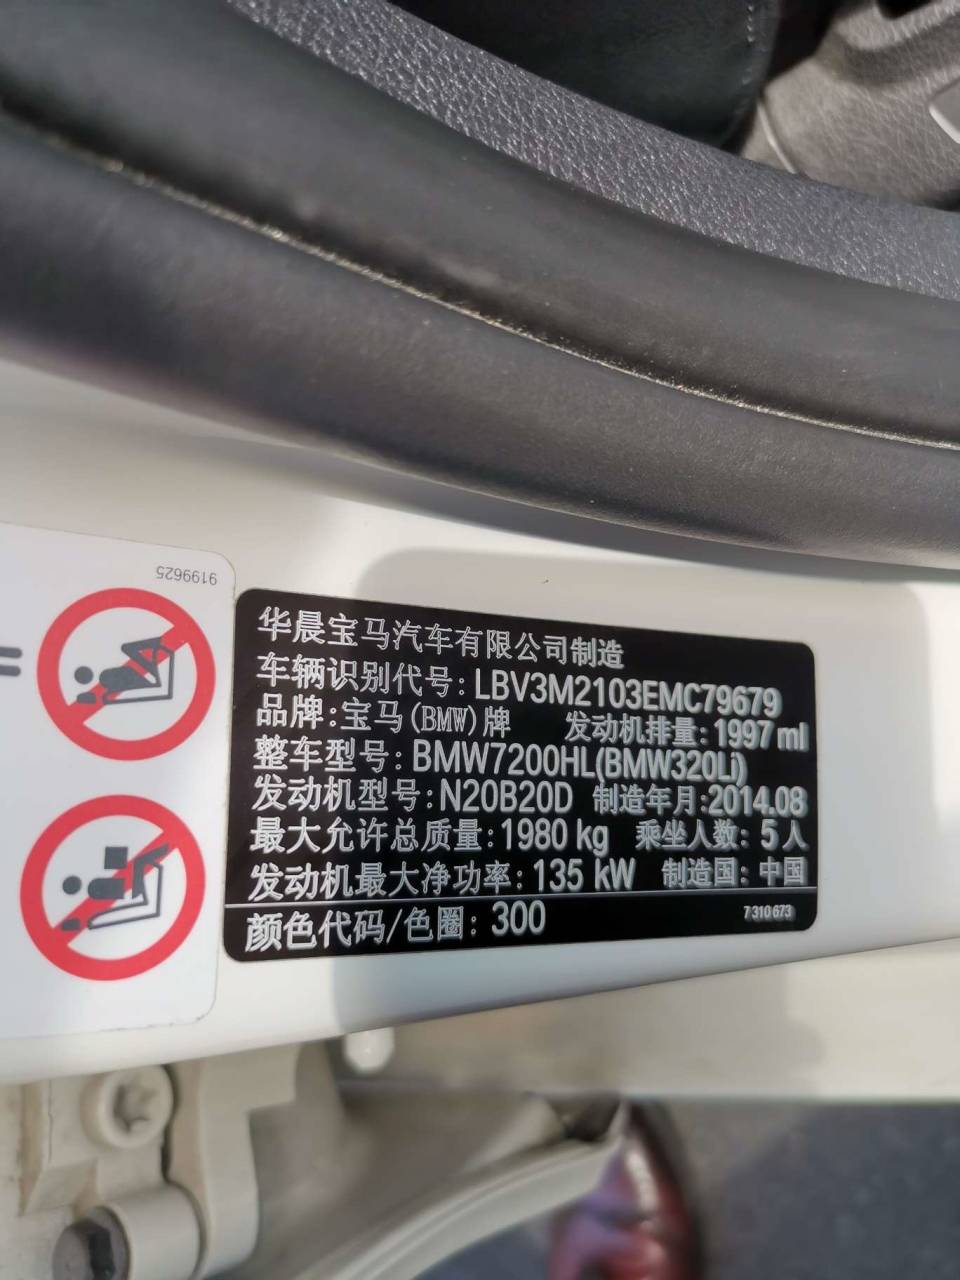 9199625
华晨宝马汽车有限公司制造
车辆识别代号: LBV3M2103EMC79679
品牌: 宝马(BMW)牌 发动机排量: 1997 ml
整车型号: BMW7200HL(BMW320Li)
发动机型号: N20B20D 制造年月: 2014.08
最大允许总质量: 1980 kg 乘坐人数: 5人
发动机最大净功率: 135 kW 制造国: 中国
颜色代码/色圈: 300 7310673